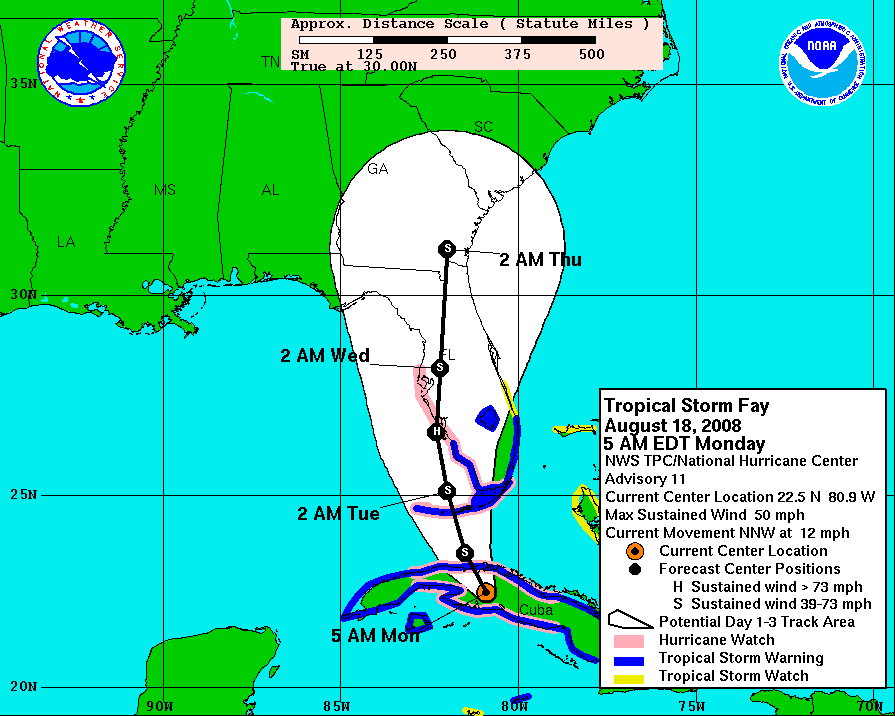 Approx. Distance Scale ( Statute Miles )
SM 125 250 375 500
True at 30.00N
NATIONAL WEATHER SERVICE
NOAA
NATIONAL OCEANIC AND ATMOSPHERIC ADMINISTRATION
U.S. DEPARTMENT OF COMMERCE
TN
35N
SC
GA
MS
AL
LA
2 AM Thu
30N
2 AM Wed
FL
S
S
H
S
S
25N
2 AM Tue
Cuba
5 AM Mon
20N
90W 85W 80W 75W 70W
Tropical Storm Fay
August 18, 2008
5 AM EDT Monday
NWS TPC/National Hurricane Center
Advisory 11
Current Center Location 22.5 N 80.9 W
Max Sustained Wind 50 mph
Current Movement NNW at 12 mph
Current Center Location
Forecast Center Positions
H Sustained wind > 73 mph
S Sustained wind 39-73 mph
Potential Day 1-3 Track Area
Hurricane Watch
Tropical Storm Warning
Tropical Storm Watch